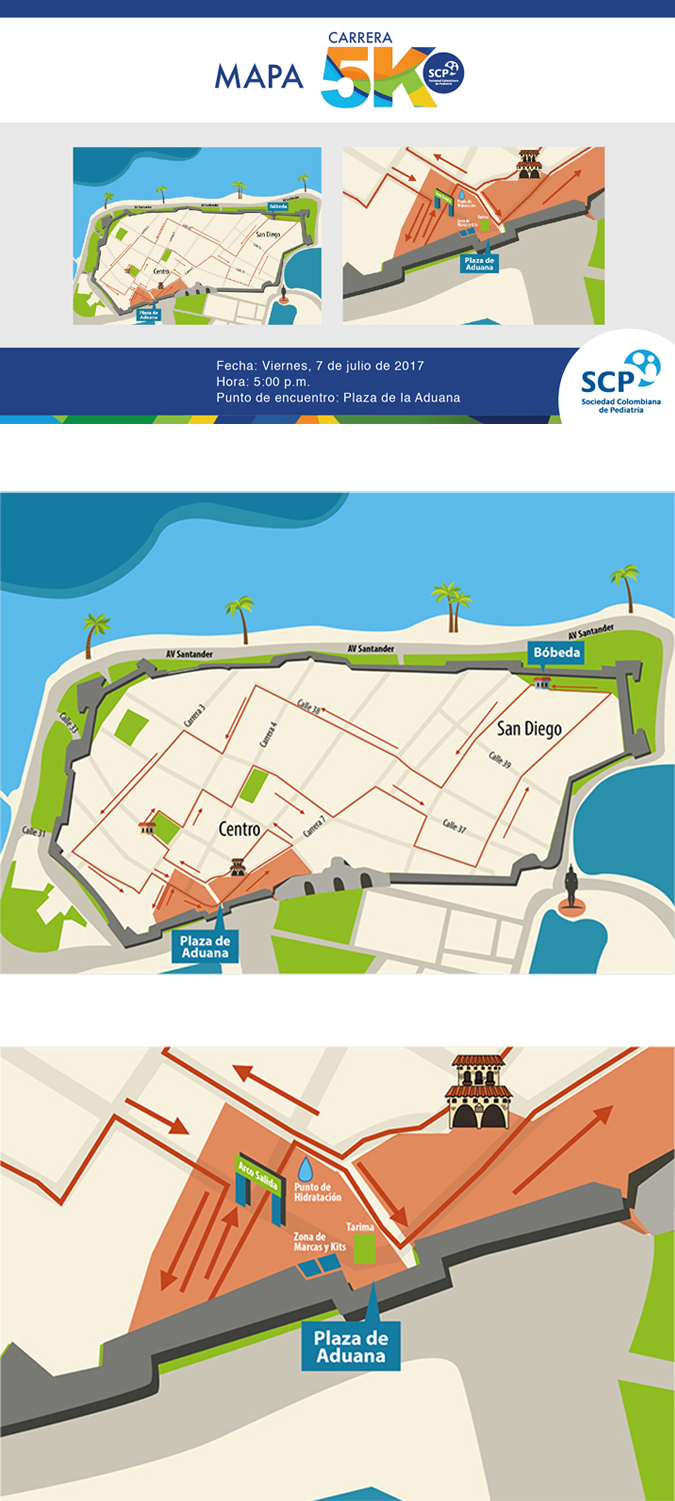 CARRERA
MAPA
5K
SCP
Sociedad Colombiana
de Pediatría
AV Santander
AV Santander
Bóbeda
San Diego
Centro
Plaza de
Aduana
Arco Salida
Punto de
Hidratación
Tarima
Zona de
Marcas y Kits
Plaza de
Aduana
Fecha: Viernes, 7 de julio de 2017
Hora: 5:00 p.m.
Punto de encuentro: Plaza de la Aduana
SCP
Sociedad Colombiana
de Pediatría
AV Santander
AV Santander
AV Santander
Bóbeda
Calle 33
Carrera 3
Carrera 4
Calle 38
San Diego
Calle 39
Calle 31
Centro
Carrera 7
Calle 37
Plaza de
Aduana
Arco Salida
Punto de
Hidratación
Tarima
Zona de
Marcas y Kits
Plaza de
Aduana